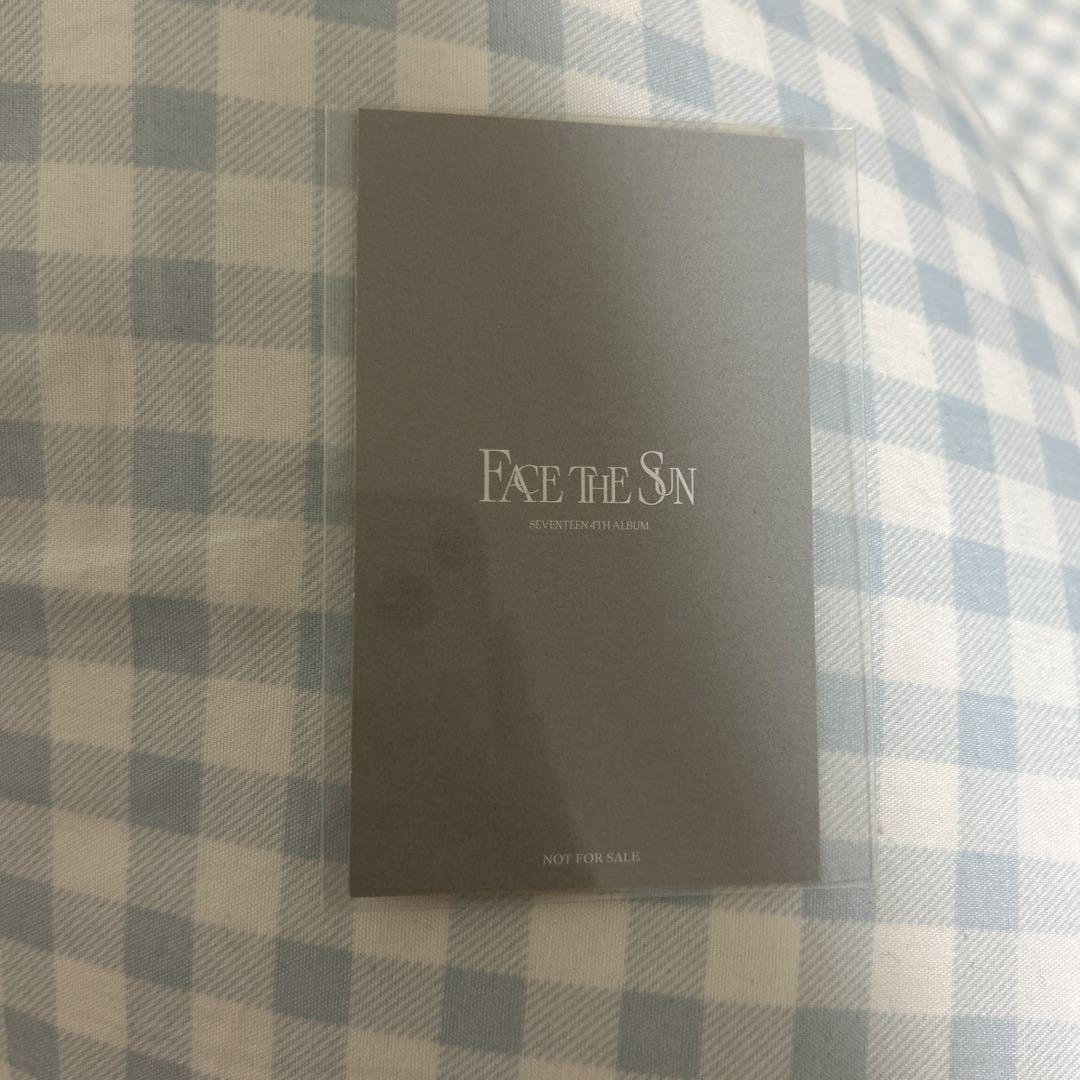 FACE THE SUN
SEVENTEEN 4TH ALBUM
NOT FOR SALE